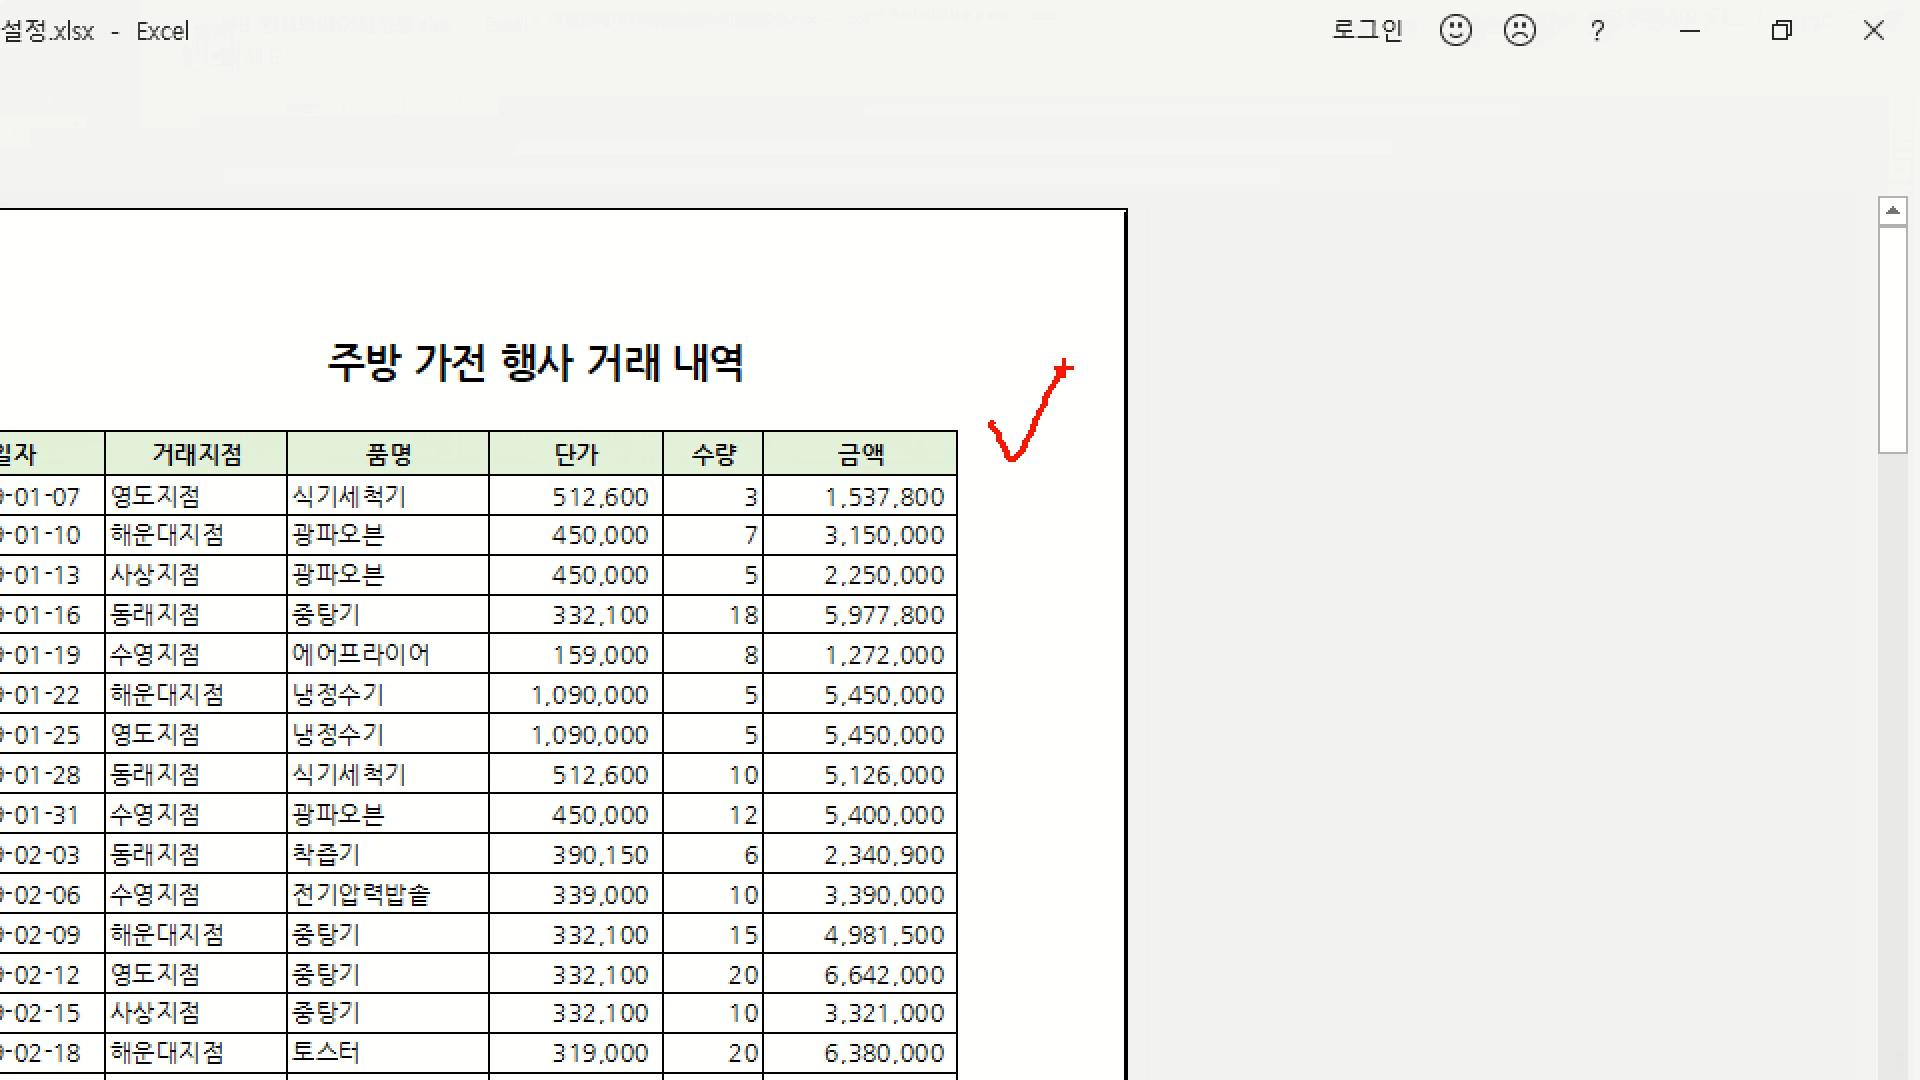 설정.xlsx - Excel 로그인 ?
주방 가전 행사 거래 내역
일자 거래지점 품명 단가 수량 금액
-01-07 영도지점 식기세척기 512,600 3 1,537,800
-01-10 해운대지점 광파오븐 450,000 7 3,150,000
-01-13 사상지점 광파오븐 450,000 5 2,250,000
-01-16 동래지점 중탕기 332,100 18 5,977,800
-01-19 수영지점 에어프라이어 159,000 8 1,272,000
-01-22 해운대지점 냉정수기 1,090,000 5 5,450,000
-01-25 영도지점 냉정수기 1,090,000 5 5,450,000
-01-28 동래지점 식기세척기 512,600 10 5,126,000
-01-31 수영지점 광파오븐 450,000 12 5,400,000
-02-03 동래지점 착즙기 390,150 6 2,340,900
-02-06 수영지점 전기압력밥솥 339,000 10 3,390,000
-02-09 해운대지점 중탕기 332,100 15 4,981,500
-02-12 영도지점 중탕기 332,100 20 6,642,000
-02-15 사상지점 중탕기 332,100 10 3,321,000
-02-18 해운대지점 토스터 319,000 20 6,380,000